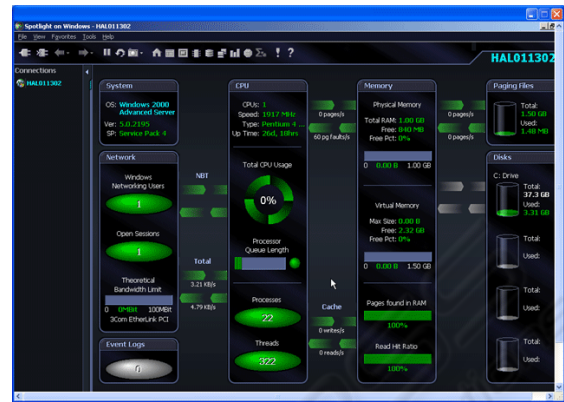 Spotlight on Windows - HAL011302
File View Favorites Tools Help
HAL011302
Connections
HAL011302
System
OS: Windows 2000
Advanced Server
Ver: 5.0.2195
SP: Service Pack 4
Network
Windows
Networking Users
1
Open Sessions
1
Theoretical
Bandwidth Limit
0 0MBit 100MBit
3Com EtherLink PCI
Event Logs
NBT
Total
3.21 KB/s
4.79 KB/s
CPU
CPUs: 1
Speed: 1917 MHz
Type: Pentium 4 ...
Up Time: 26d, 10hrs
Total CPU Usage
0%
Processor
Queue Length
Processes
22
Threads
322
0 pages/s
60 pg faults/s
Cache
0 writes/s
0 reads/s
Memory
Physical Memory
Total RAM: 1.00 GB
Free: 840 MB
Free Pct: 0%
0 0.00 B 1.00 GB
Virtual Memory
Max Size: 0.00 B
Free: 2.32 GB
Free Pct: 0%
0 0.00 B 1.50 GB
Pages found in RAM
100%
Read Hit Ratio
100%
0 pages/s
0 pages/s
Paging Files
Total:
1.50 GB
Used:
1.48 MB
Disks
C: Drive
Total:
37.3 GB
Used:
3.31 GB
Total:
Used:
Total:
Used:
Total:
Used: